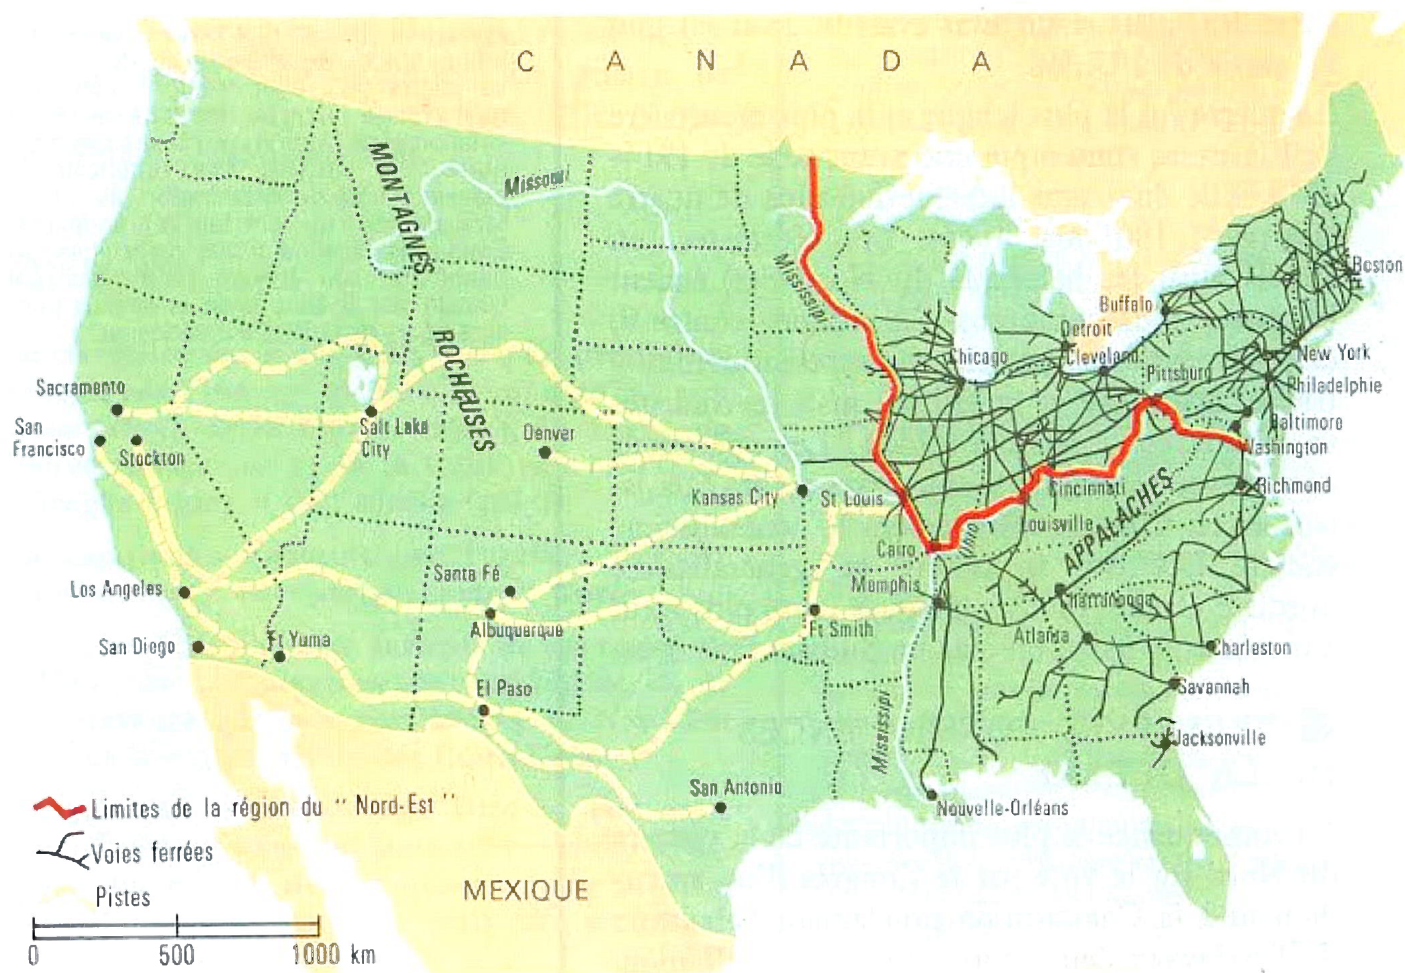 C A N A D A
MONTAGNES
ROCHEUSES
Missouri
Mississipi
Boston
Buffalo
Detroit
Chicago
Cleveland
New York
Pittsburg
Philadelphie
Sacramento
Baltimore
San
Francisco
Stockton
Salt Lake
City
Denver
Washington
Kansas City
St Louis
Cincinnati
Richmond
APPALACHES
Louisville
Ohio
Cairo
Los Angeles
Santa Fé
Memphis
Chattanooga
Albuquerque
Ft Smith
Atlanta
San Diego
Ft Yuma
Charleston
El Paso
Savannah
Mississipi
Jacksonville
San Antonio
Nouvelle-Orléans
Limites de la région du " Nord-Est "
Voies ferrées
Pistes
MEXIQUE
0 500 1000 km